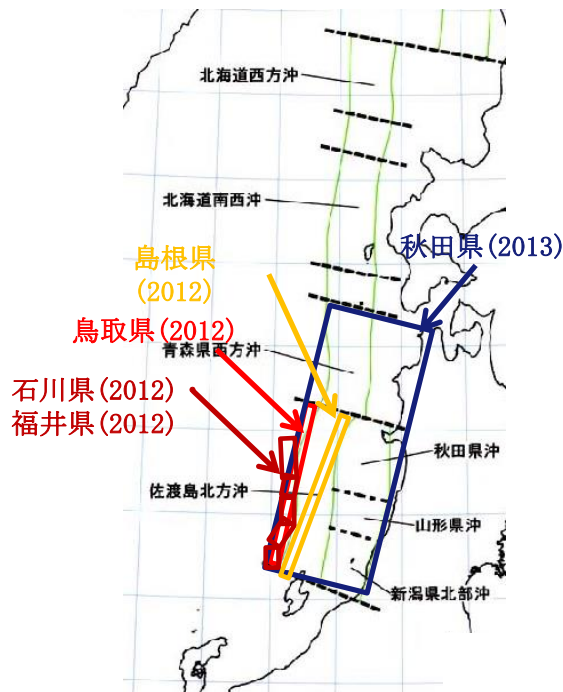 北海道西方沖
北海道南西沖
秋田県(2013)
島根県
(2012)
鳥取県(2012)
青森県西方沖
石川県(2012)
福井県(2012)
秋田県沖
佐渡島北方沖
山形県沖
新潟県北部沖